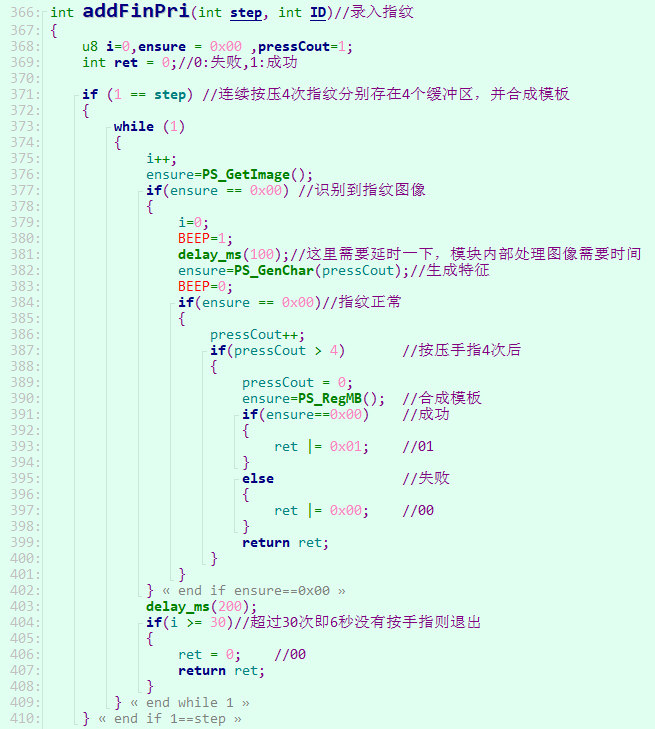 366: int addFinPri(int step, int ID)//录入指纹
367: {
368: u8 i=0,ensure = 0x00 ,pressCout=1;
369: int ret = 0;//0:失败,1:成功
370:
371: if (1 == step) //连续按压4次指纹分别存在4个缓冲区，并合成模板
372: {
373: while (1)
374: {
375: i++;
376: ensure=PS_GetImage();
377: if(ensure == 0x00) //识别到指纹图像
378: {
379: i=0;
380: BEEP=1;
381: delay_ms(100);//这里需要延时一下，模块内部处理图像需要时间
382: ensure=PS_GenChar(pressCout);//生成特征
383: BEEP=0;
384: if(ensure == 0x00)//指纹正常
385: {
386: pressCout++;
387: if(pressCout > 4) //按压手指4次后
388: {
389: pressCout = 0;
390: ensure=PS_RegMB(); //合成模板
391: if(ensure==0x00) //成功
392: {
393: ret |= 0x01; //01
394: }
395: else //失败
396: {
397: ret |= 0x00; //00
398: }
399: return ret;
400: }
401: }
402: } « end if ensure==0x00 »
403: delay_ms(200);
404: if(i >= 30)//超过30次即6秒没有按手指则退出
405: {
406: ret = 0; //00
407: return ret;
408: }
409: } « end while 1 »
410: } « end if 1==step »